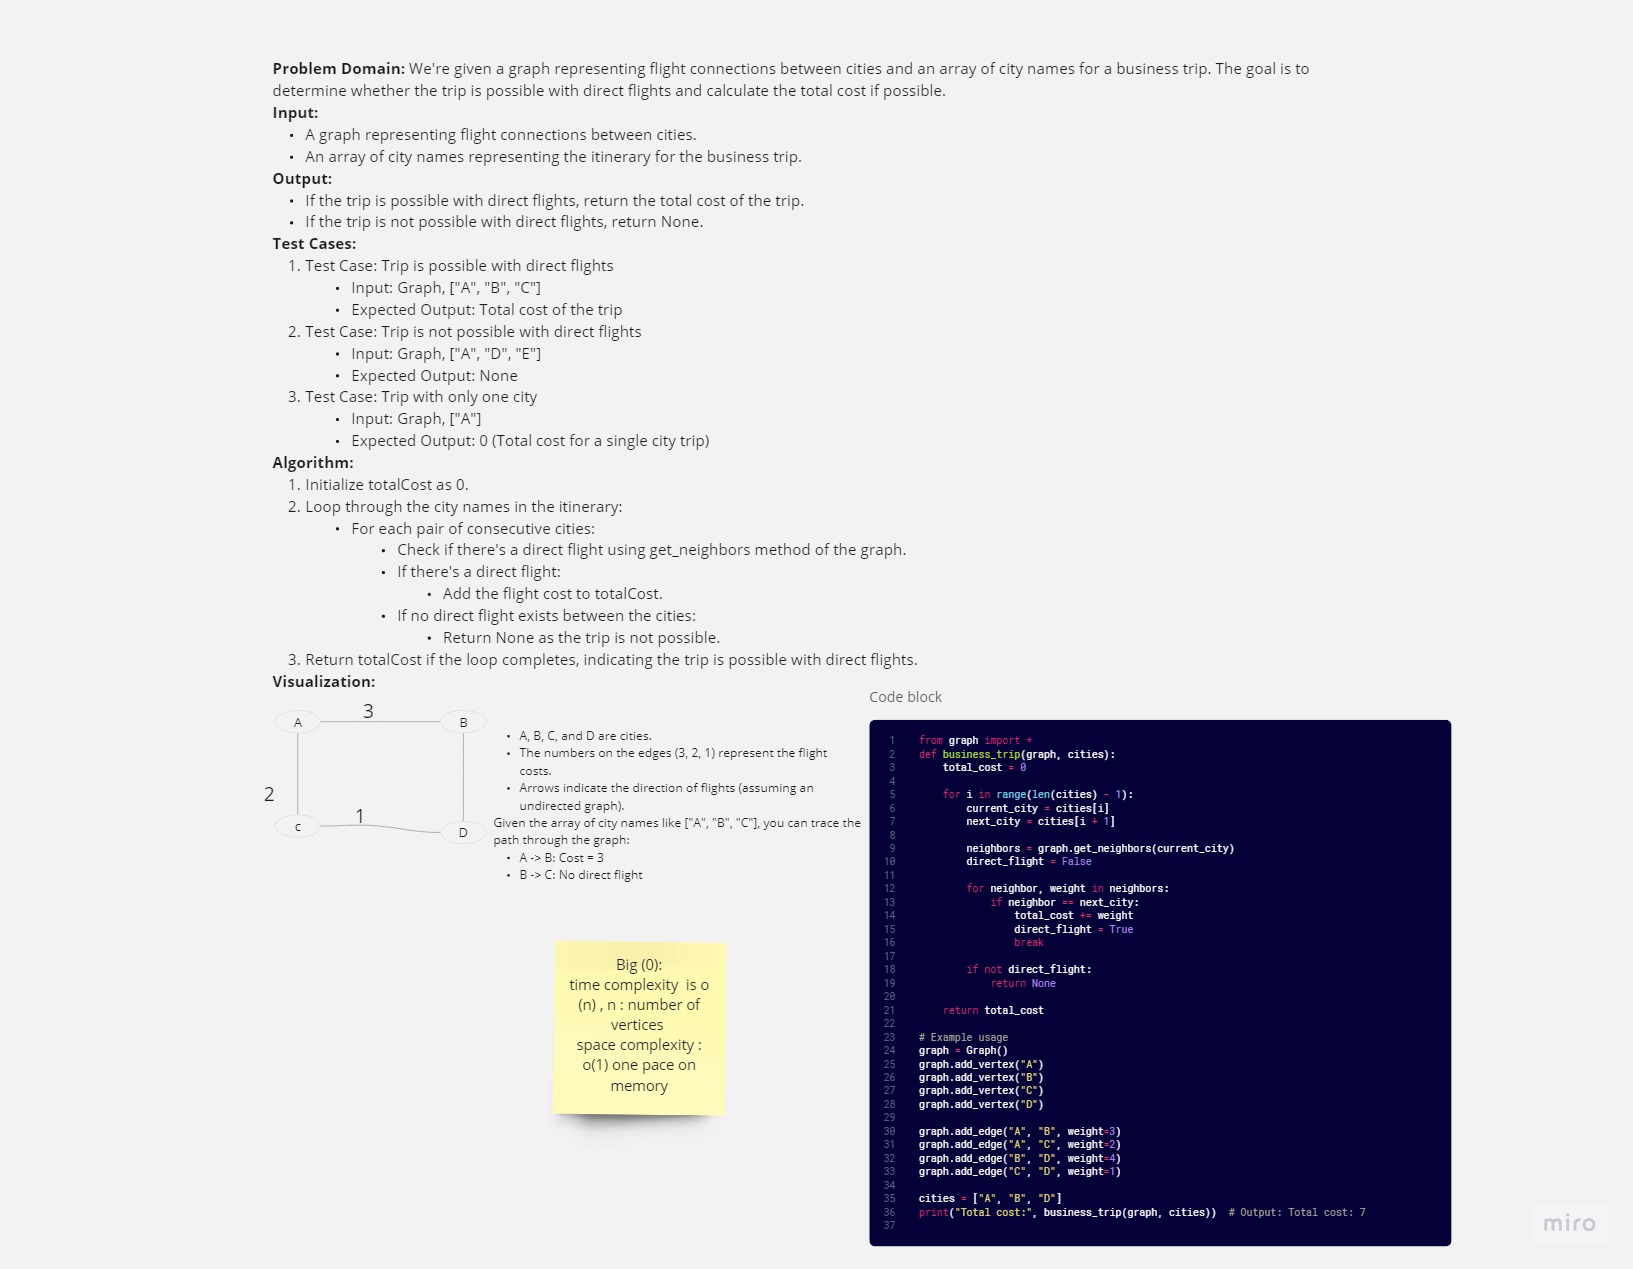 Problem Domain: We're given a graph representing flight connections between cities and an array of city names for a business trip. The goal is to
determine whether the trip is possible with direct flights and calculate the total cost if possible.
Input:
• A graph representing flight connections between cities.
• An array of city names representing the itinerary for the business trip.
Output:
• If the trip is possible with direct flights, return the total cost of the trip.
• If the trip is not possible with direct flights, return None.
Test Cases:
1. Test Case: Trip is possible with direct flights
• Input: Graph, ["A", "B", "C"]
• Expected Output: Total cost of the trip
2. Test Case: Trip is not possible with direct flights
• Input: Graph, ["A", "D", "E"]
• Expected Output: None
3. Test Case: Trip with only one city
• Input: Graph, ["A"]
• Expected Output: 0 (Total cost for a single city trip)
Algorithm:
1. Initialize totalCost as 0.
2. Loop through the city names in the itinerary:
• For each pair of consecutive cities:
• Check if there's a direct flight using get_neighbors method of the graph.
• If there's a direct flight:
• Add the flight cost to totalCost.
• If no direct flight exists between the cities:
• Return None as the trip is not possible.
3. Return totalCost if the loop completes, indicating the trip is possible with direct flights.
Visualization:
A 3 B
2
c 1 D
• A, B, C, and D are cities.
• The numbers on the edges (3, 2, 1) represent the flight
costs.
• Arrows indicate the direction of flights (assuming an
undirected graph).
Given the array of city names like ["A", "B", "C"], you can trace the
path through the graph:
• A -> B: Cost = 3
• B -> C: No direct flight
Big (0):
time complexity is o
(n) , n : number of
vertices
space complexity :
o(1) one pace on
memory
Code block
1 from graph import *
2 def business_trip(graph, cities):
3 total_cost = 0
4
5 for i in range(len(cities) - 1):
6 current_city = cities[i]
7 next_city = cities[i + 1]
8
9 neighbors = graph.get_neighbors(current_city)
10 direct_flight = False
11
12 for neighbor, weight in neighbors:
13 if neighbor == next_city:
14 total_cost += weight
15 direct_flight = True
16 break
17
18 if not direct_flight:
19 return None
20
21 return total_cost
22
23 # Example usage
24 graph = Graph()
25 graph.add_vertex("A")
26 graph.add_vertex("B")
27 graph.add_vertex("C")
28 graph.add_vertex("D")
29
30 graph.add_edge("A", "B", weight=3)
31 graph.add_edge("A", "C", weight=2)
32 graph.add_edge("B", "D", weight=4)
33 graph.add_edge("C", "D", weight=1)
34
35 cities = ["A", "B", "D"]
36 print("Total cost:", business_trip(graph, cities)) # Output: Total cost: 7
37
miro